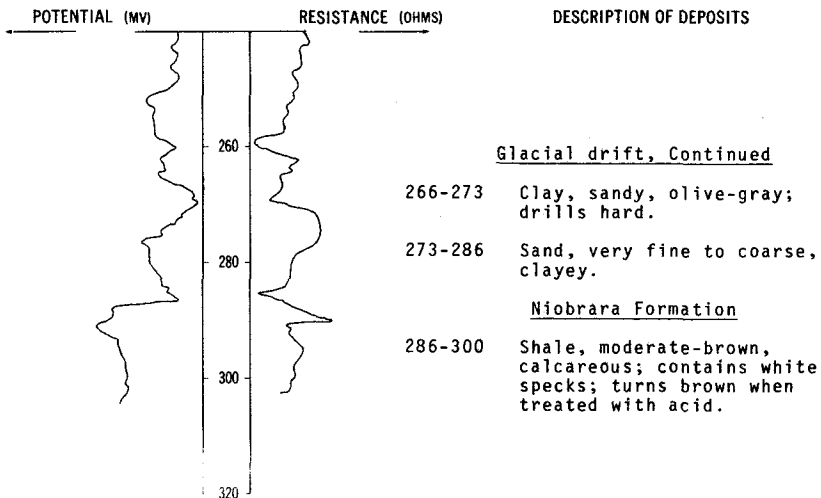 POTENTIAL (MV) RESISTANCE (OHMS) DESCRIPTION OF DEPOSITS
260
Glacial drift, Continued
266-273 Clay, sandy, olive-gray;
drills hard.
273-286 Sand, very fine to coarse,
clayey.
280
Niobrara Formation
286-300 Shale, moderate-brown,
calcareous; contains white
specks; turns brown when
treated with acid.
300
320